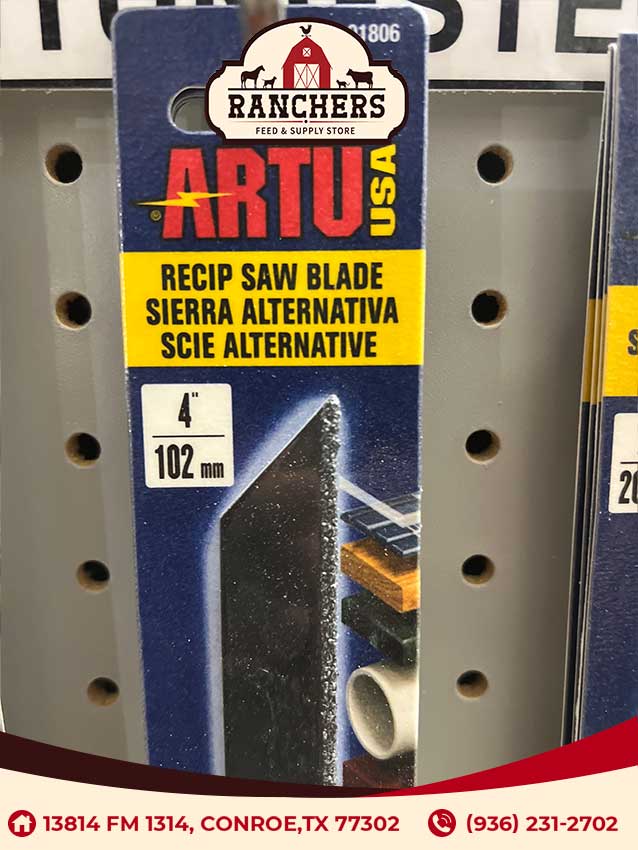 RANCHERS
FEED & SUPPLY STORE
ARTU USA
®
RECIP SAW BLADE
SIERRA ALTERNATIVA
SCIE ALTERNATIVE
4"
102 mm
13814 FM 1314, CONROE,TX 77302
(936) 231-2702